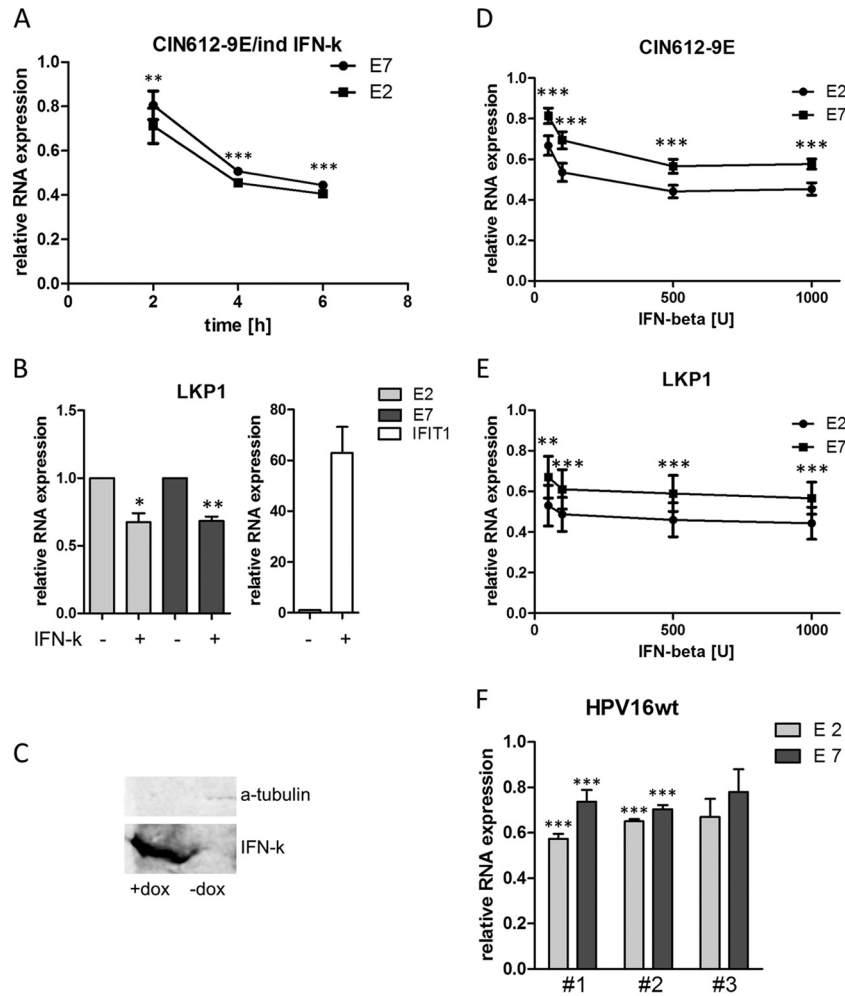 A
CIN612-9E/ind IFN-k
E7
E2
relative RNA expression
1.0
0.8
0.6
0.4
0.2
0.0
**
***
***
0 2 4 6 8
time [h]
B
LKP1
E2
E7
IFIT1
relative RNA expression
1.5
1.0
0.5
0.0
*
**
IFN-k - + - +
relative RNA expression
80
60
40
20
0
- +
C
a-tubulin
IFN-k
+dox -dox
D
CIN612-9E
E2
E7
relative RNA expression
1.0
0.8
0.6
0.4
0.2
0.0
***
***
***
***
0 500 1000
IFN-beta [U]
E
LKP1
E2
E7
relative RNA expression
1.0
0.8
0.6
0.4
0.2
0.0
**
***
***
***
0 500 1000
IFN-beta [U]
F
HPV16wt
E 2
E 7
relative RNA expression
1.0
0.8
0.6
0.4
0.2
0.0
***
***
***
***
#1 #2 #3